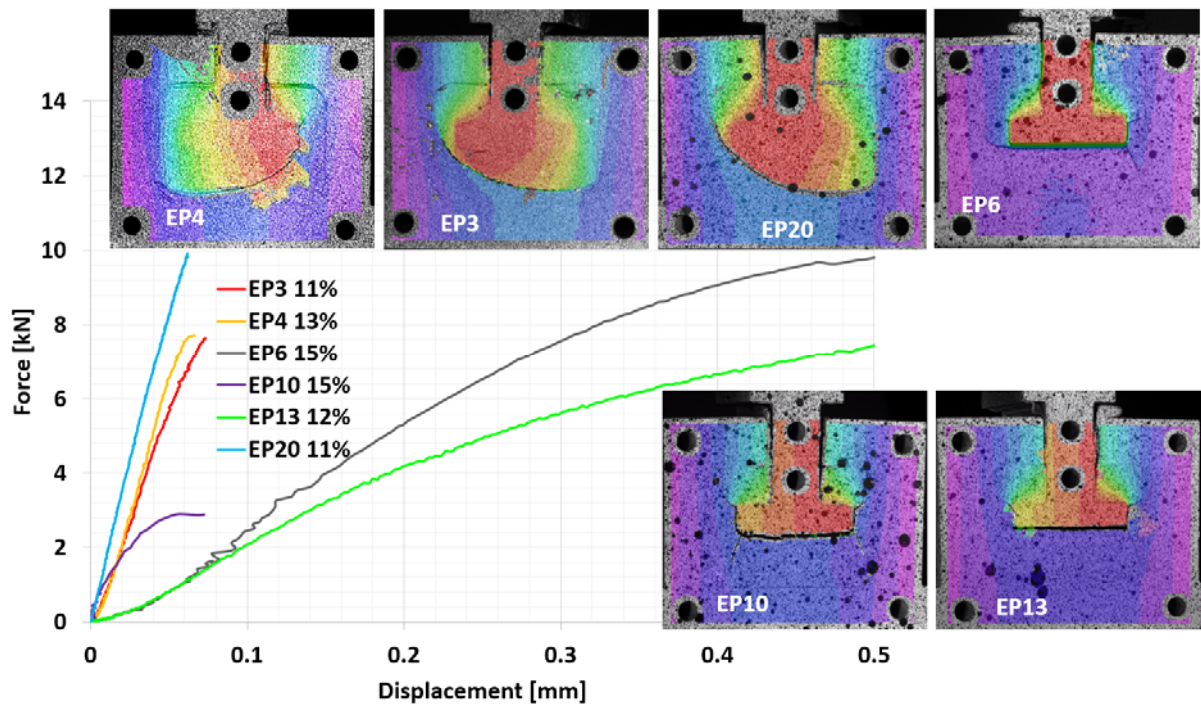 EP4
EP3
EP20
EP6
14
12
10
8
6
4
2
0
Force [kN]
EP3 11%
EP4 13%
EP6 15%
EP10 15%
EP13 12%
EP20 11%
EP10
EP13
0
0.1
0.2
0.3
0.4
0.5
Displacement [mm]